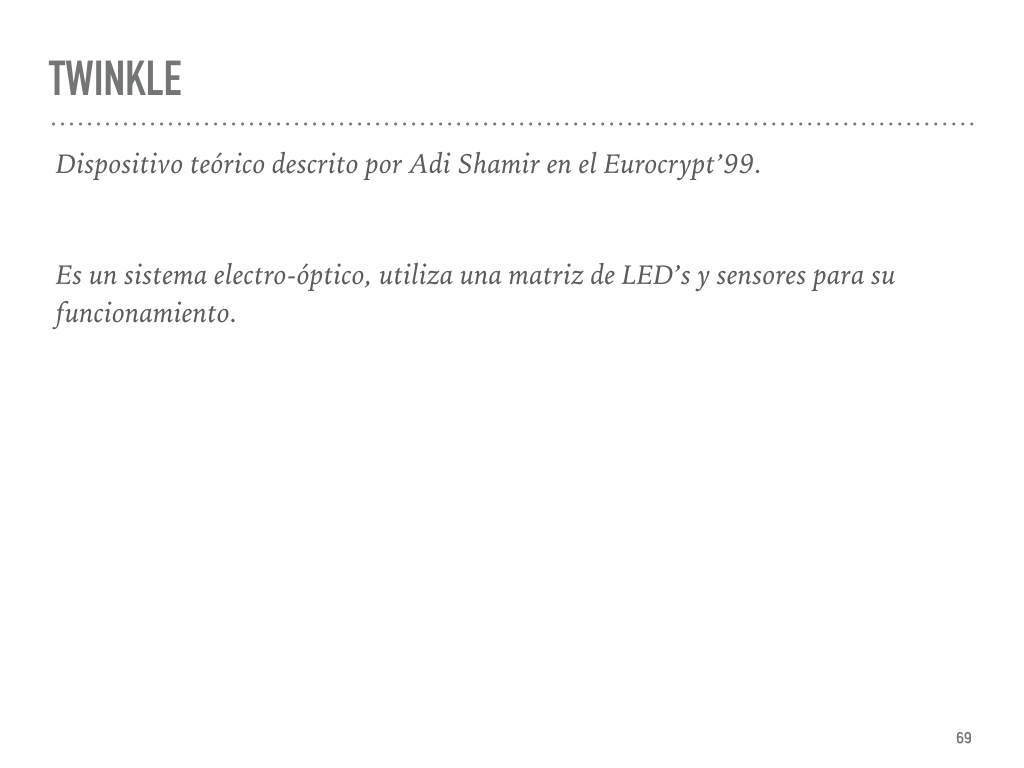 TWINKLE
Dispositivo teórico descrito por Adi Shamir en el Eurocrypt’99.
Es un sistema electro-óptico, utiliza una matriz de LED’s y sensores para su
funcionamiento.
69